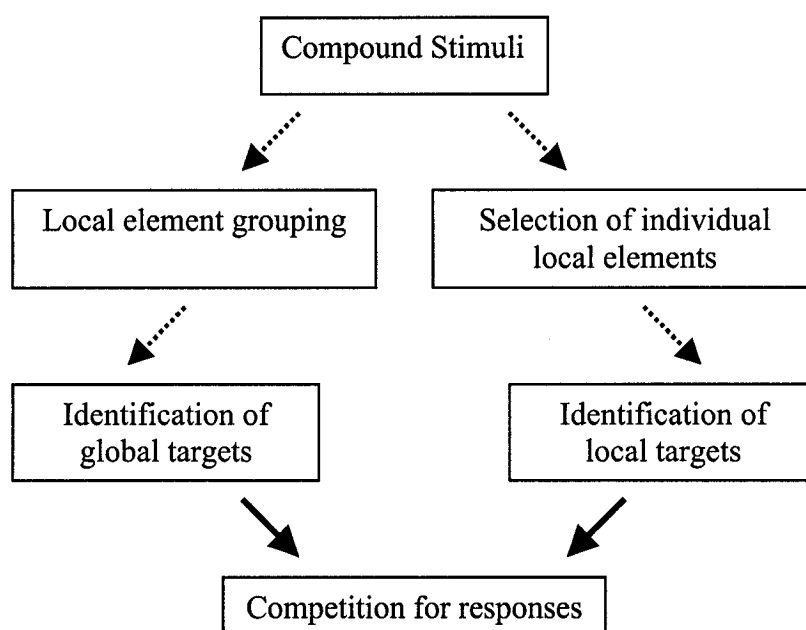 Compound Stimuli
Local element grouping
Selection of individual
local elements
Identification of
global targets
Identification of
local targets
Competition for responses